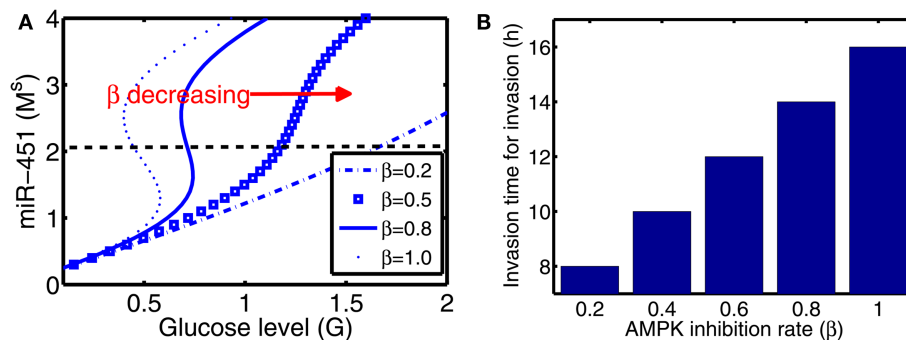 A
miR−451 (Mˢ)
4
3
2
1
0
β decreasing
β=0.2
β=0.5
β=0.8
β=1.0
0.5
1
1.5
2
Glucose level (G)
B
Invasion time for invasion (h)
16
14
12
10
8
0.2
0.4
0.6
0.8
1
AMPK inhibition rate (β)